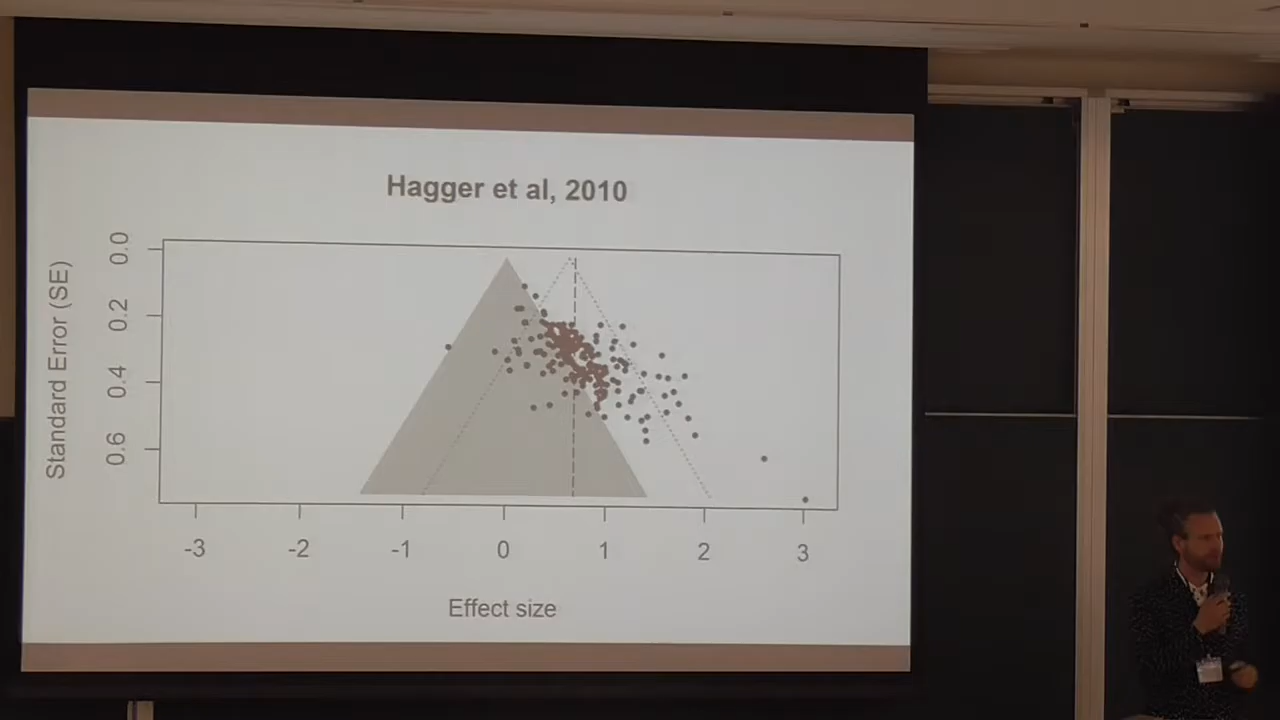 Hagger et al, 2010
Standard Error (SE)
0.0
0.2
0.4
0.6
-3 -2 -1 0 1 2 3
Effect size